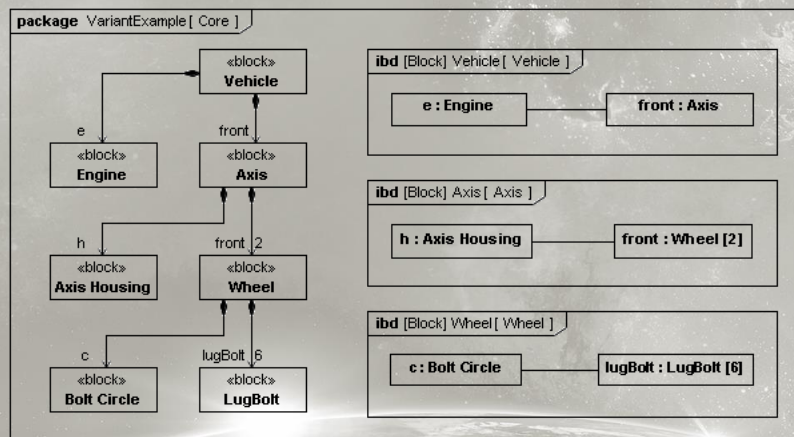 package VariantExample [ Core ]
«block»
Vehicle
e
front
«block»
Engine
«block»
Axis
h
front
2
«block»
Axis Housing
«block»
Wheel
c
lugBolt
6
«block»
Bolt Circle
«block»
LugBolt
ibd [Block] Vehicle [ Vehicle ]
e : Engine
front : Axis
ibd [Block] Axis [ Axis ]
h : Axis Housing
front : Wheel [2]
ibd [Block] Wheel [ Wheel ]
c : Bolt Circle
lugBolt : LugBolt [6]